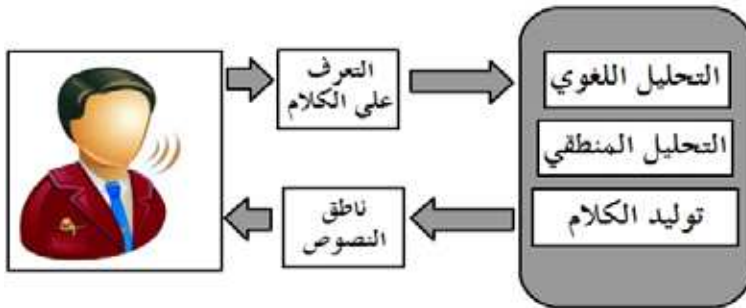 التعرف
على الكلام
التحليل اللغوي
التحليل المنطقي
توليد الكلام
ناطق
النصوص